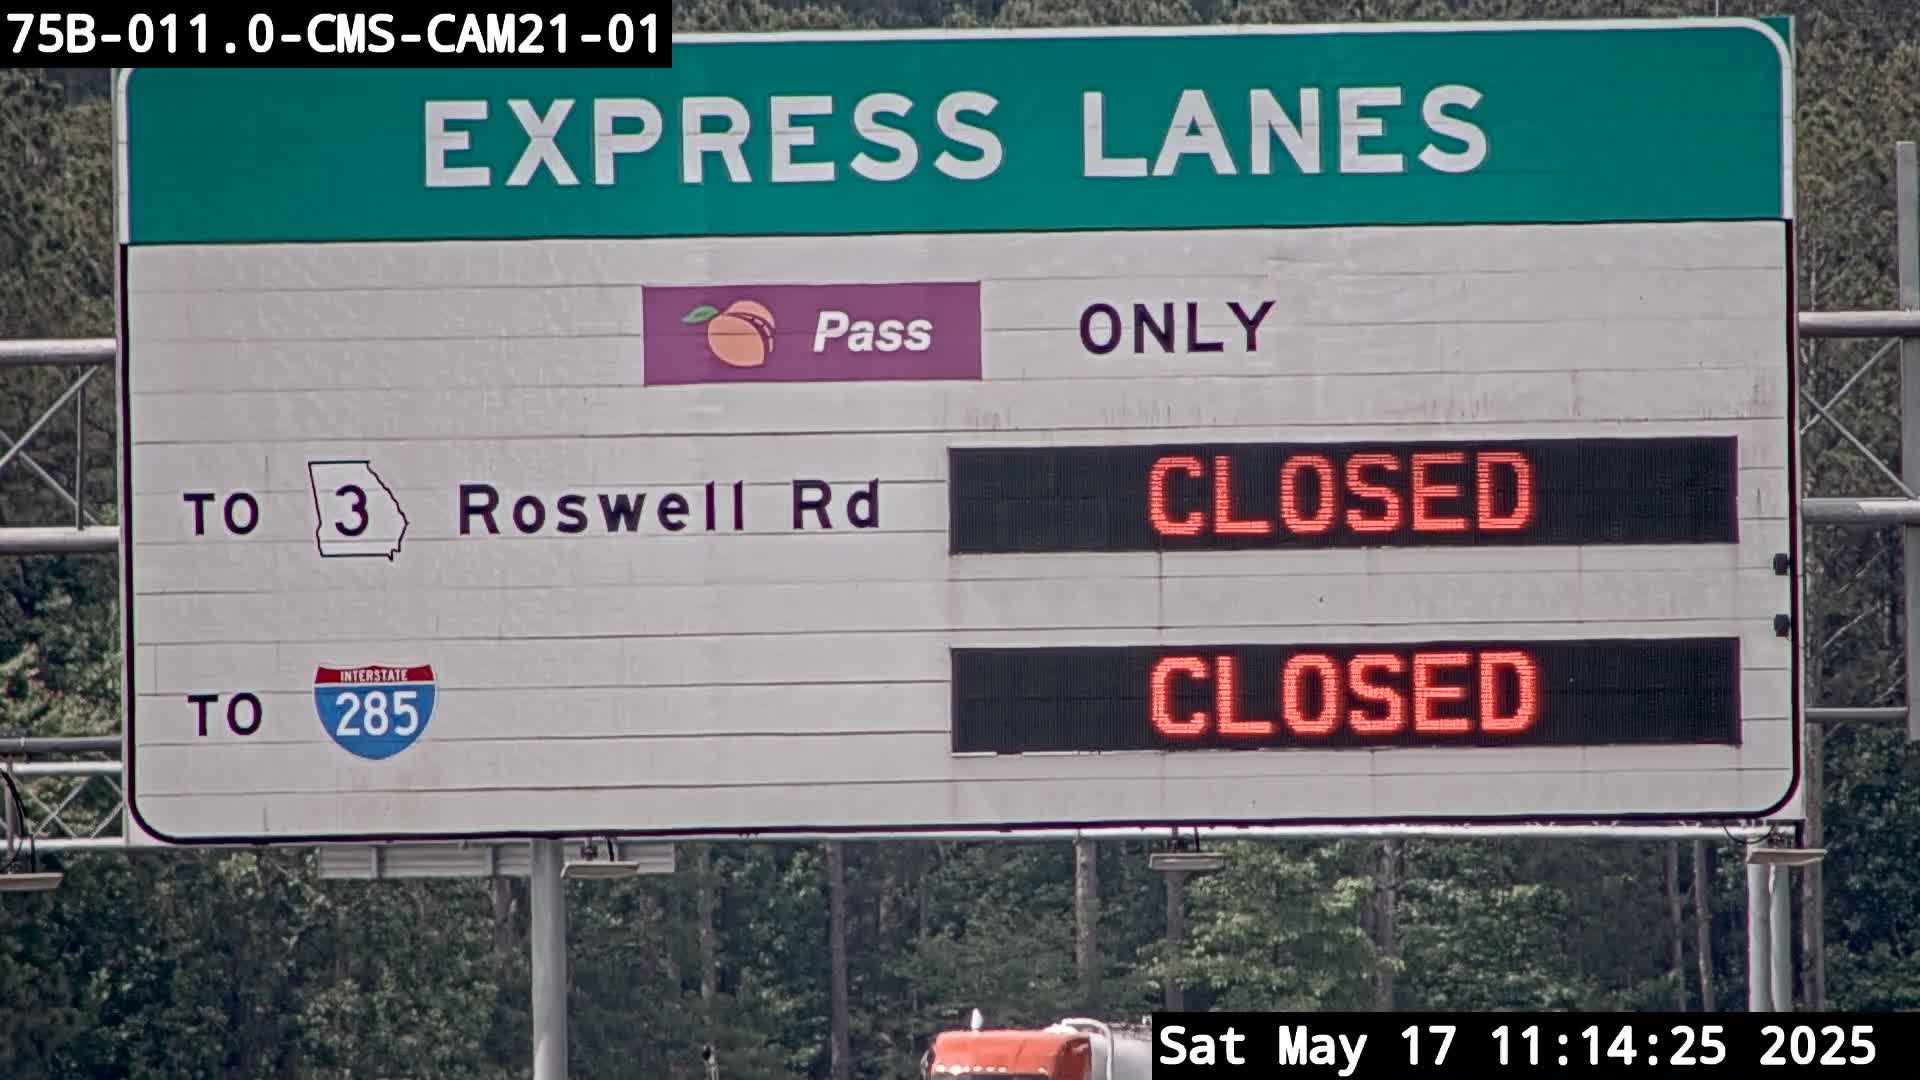 75B-011.0-CMS-CAM21-01
EXPRESS LANES
Pass ONLY
TO 3 Roswell Rd CLOSED
TO INTERSTATE 285 CLOSED
Sat May 17 11:14:25 2025